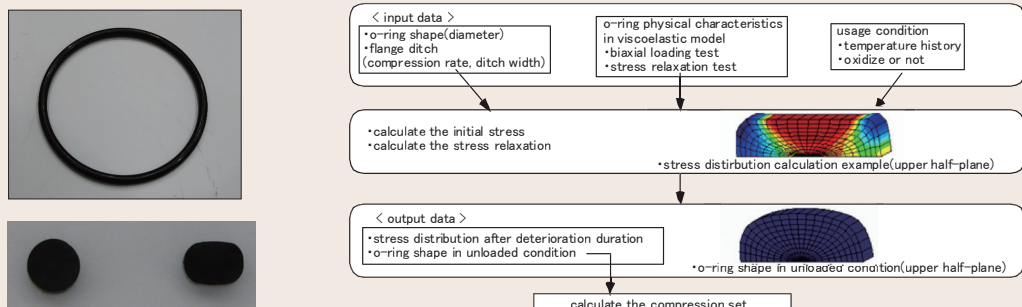 < input data >
・o-ring shape(diameter)
・flange ditch
(compression rate, ditch width)
o-ring physical characteristics
in viscoelastic model
・biaxial loading test
・stress relaxation test
usage condition
・temperature history
・oxidize or not
・calculate the initial stress
・calculate the stress relaxation
・stress distirbution calculation example(upper half-plane)
< output data >
・stress distribution after deterioration duration
・o-ring shape in unloaded condition
・o-ring shape in unloaded condition(upper half-plane)
calculate the compression set